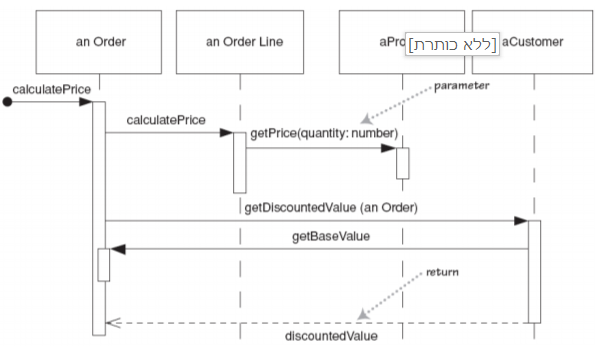 an Order
an Order Line
aPro
[ללא כותרת]
aCustomer
calculatePrice
parameter
calculatePrice
getPrice(quantity: number)
getDiscountedValue (an Order)
getBaseValue
return
discountedValue